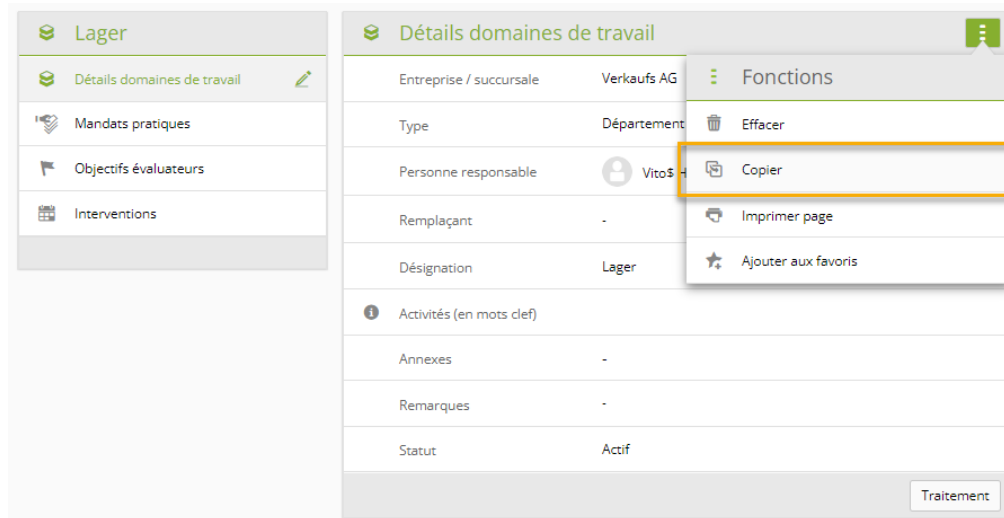 Lager
Détails domaines de travail
Mandats pratiques
Objectifs évaluateurs
Interventions
Détails domaines de travail
Entreprise / succursale Verkaufs AG
Type Département
Personne responsable Vito$
Remplaçant -
Désignation Lager
Activités (en mots clef)
Annexes -
Remarques -
Statut Actif
Traitement
Fonctions
Effacer
Copier
Imprimer page
Ajouter aux favoris